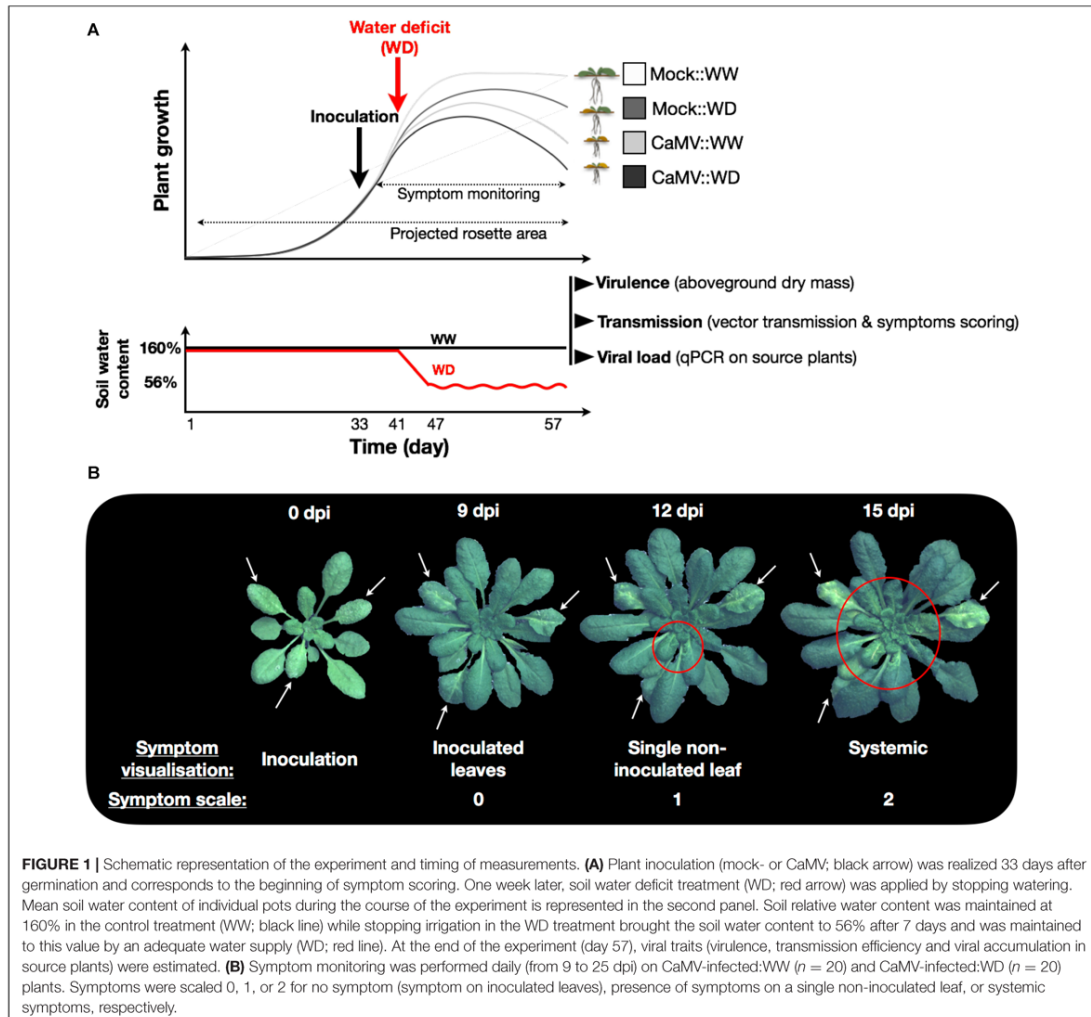 A
Water deficit
(WD)
Inoculation
Plant growth
Mock::WW
Mock::WD
CaMV::WW
CaMV::WD
Symptom monitoring
Projected rosette area
Virulence (aboveground dry mass)
Transmission (vector transmission & symptoms scoring)
Viral load (qPCR on source plants)
Soil water
content
160%
56%
WW
WD
1 33 41 47 57
Time (day)
B
0 dpi 9 dpi 12 dpi 15 dpi
Symptom
visualisation:
Inoculation
Inoculated
leaves
Single non-
inoculated leaf
Systemic
Symptom scale: 0 1 2
FIGURE 1 | Schematic representation of the experiment and timing of measurements. (A) Plant inoculation (mock- or CaMV; black arrow) was realized 33 days after
germination and corresponds to the beginning of symptom scoring. One week later, soil water deficit treatment (WD; red arrow) was applied by stopping watering.
Mean soil water content of individual pots during the course of the experiment is represented in the second panel. Soil relative water content was maintained at
160% in the control treatment (WW; black line) while stopping irrigation in the WD treatment brought the soil water content to 56% after 7 days and was maintained
to this value by an adequate water supply (WD; red line). At the end of the experiment (day 57), viral traits (virulence, transmission efficiency and viral accumulation in
source plants) were estimated. (B) Symptom monitoring was performed daily (from 9 to 25 dpi) on CaMV-infected:WW (n = 20) and CaMV-infected:WD (n = 20)
plants. Symptoms were scaled 0, 1, or 2 for no symptom (symptom on inoculated leaves), presence of symptoms on a single non-inoculated leaf, or systemic
symptoms, respectively.